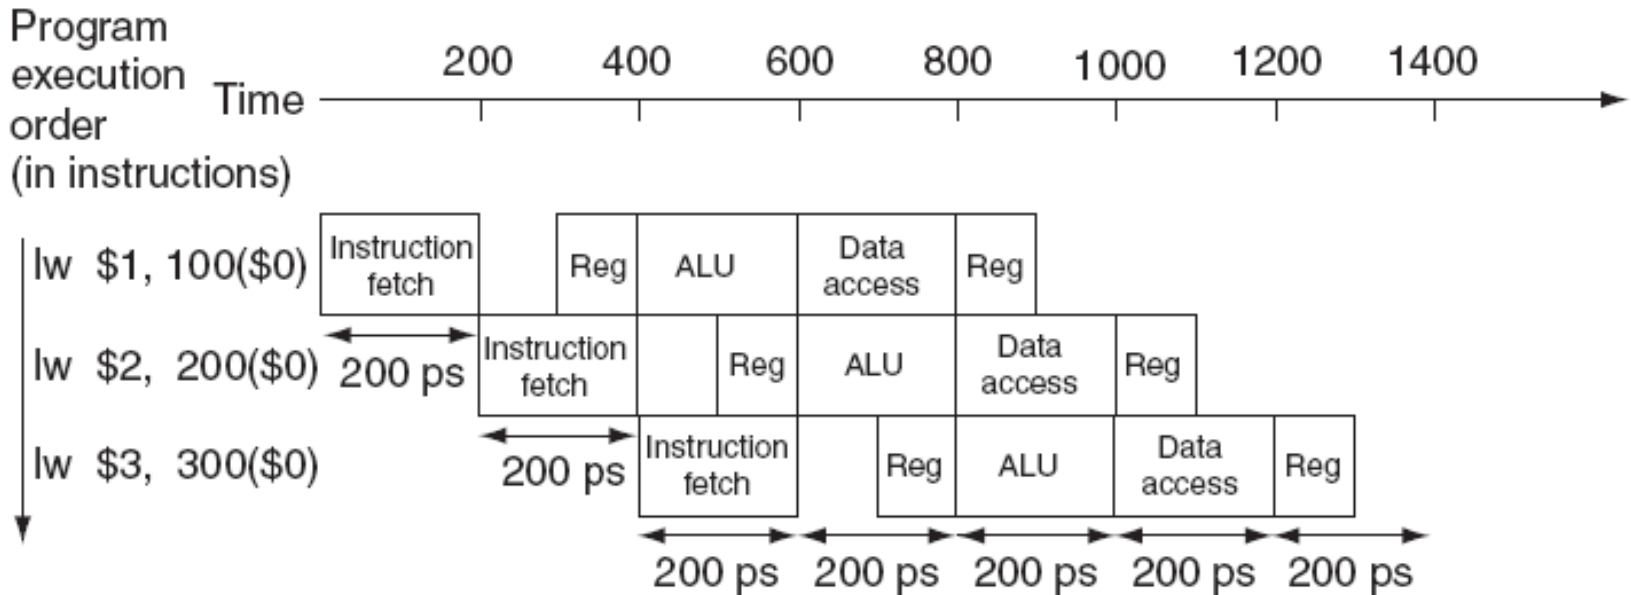 Program
execution
order
(in instructions)
Time
200 400 600 800 1000 1200 1400
lw $1, 100($0)
Instruction
fetch
Reg
ALU
Data
access
Reg
200 ps
lw $2, 200($0)
Instruction
fetch
Reg
ALU
Data
access
Reg
200 ps
lw $3, 300($0)
Instruction
fetch
Reg
ALU
Data
access
Reg
200 ps 200 ps 200 ps 200 ps 200 ps